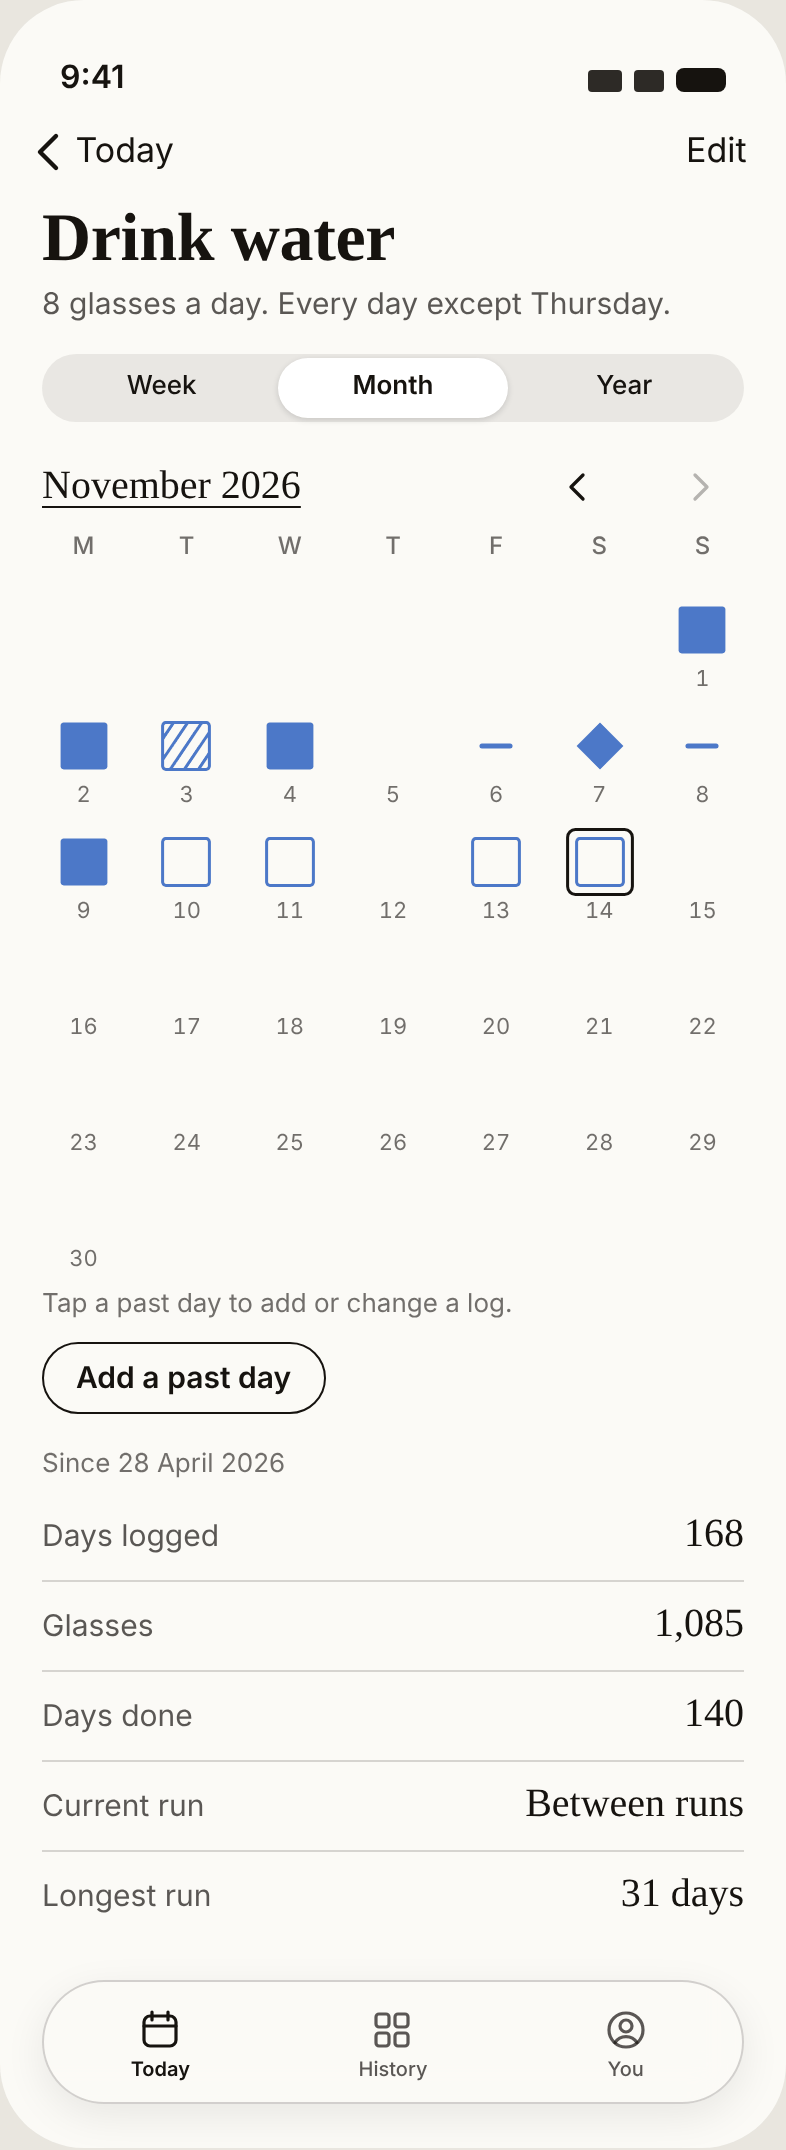 9:41
Today
Edit
Drink water
8 glasses a day. Every day except Thursday.
Week Month Year
November 2026
M T W T F S S
1
2 3 4 5 6 7 8
9 10 11 12 13 14 15
16 17 18 19 20 21 22
23 24 25 26 27 28 29
30
Tap a past day to add or change a log.
Add a past day
Since 28 April 2026
Days logged 168
Glasses 1,085
Days done 140
Current run Between runs
Longest run 31 days
Today History You